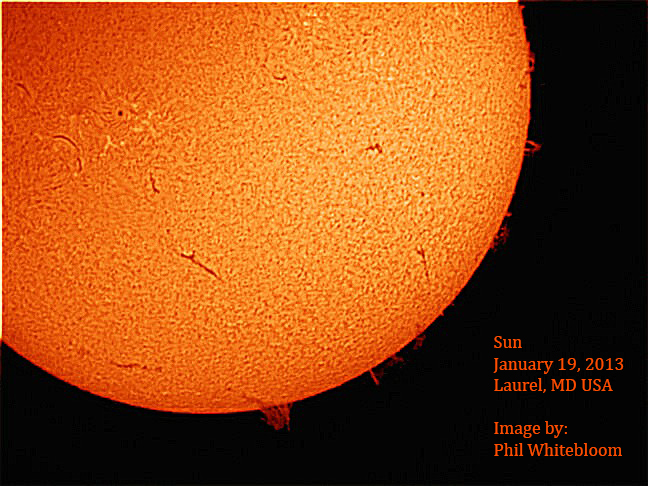 Sun
January 19, 2013
Laurel, MD USA
Image by:
Phil Whitebloom